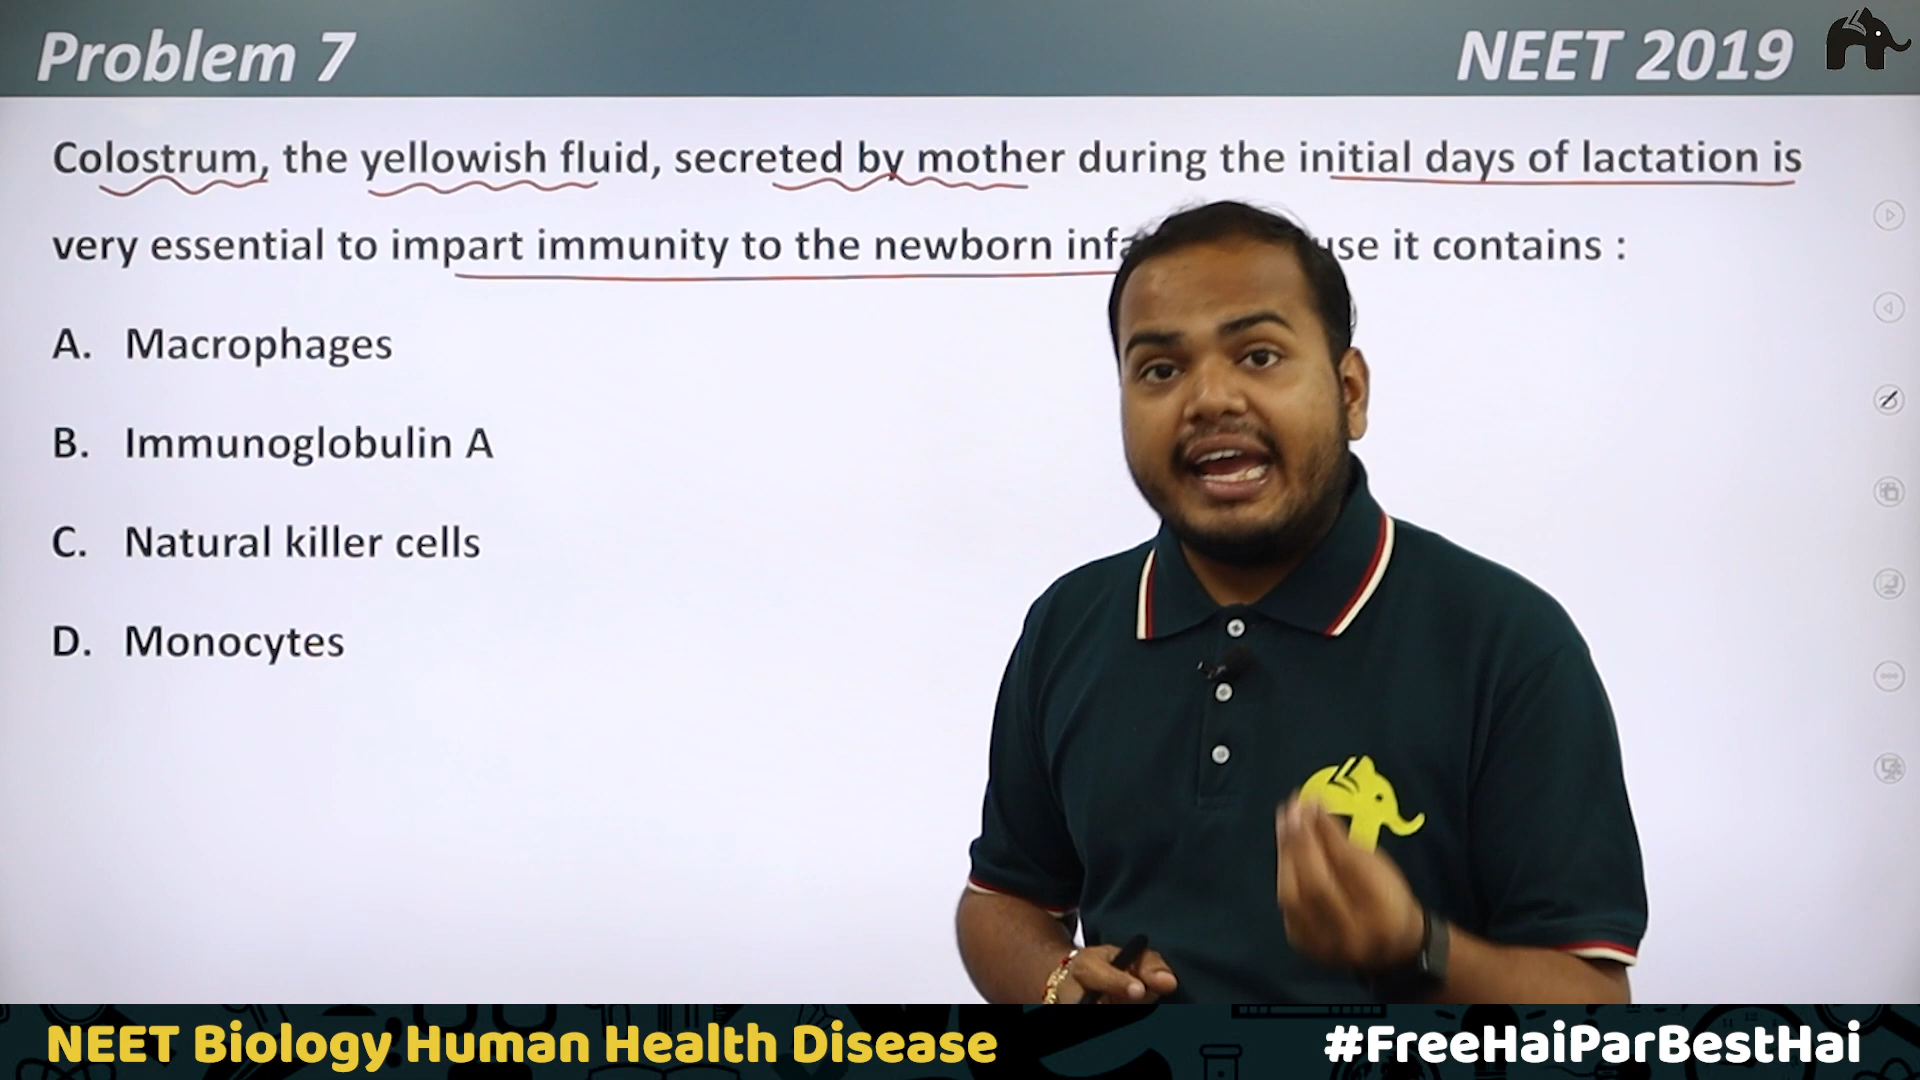 Problem 7
NEET 2019
Colostrum, the yellowish fluid, secreted by mother during the initial days of lactation is
very essential to impart immunity to the newborn it contains :
A. Macrophages
B. Immunoglobulin A
C. Natural killer cells
D. Monocytes
NEET Biology Human Health Disease
#FreeHaiParBestHai